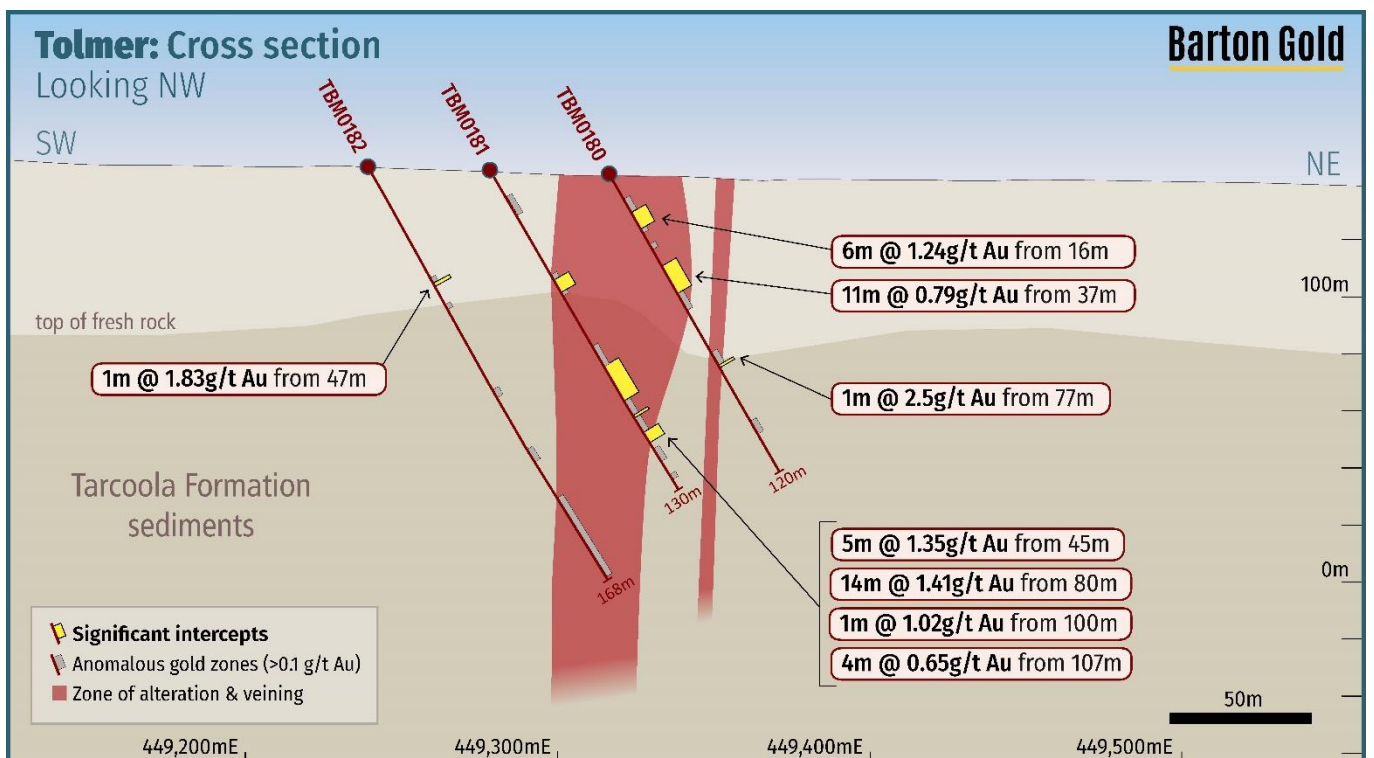 Tolmer: Cross section
Looking NW
Barton Gold
SW
NE
TBM0182
TBM0181
TBM0180
6m @ 1.24g/t Au from 16m
11m @ 0.79g/t Au from 37m
100m
top of fresh rock
1m @ 1.83g/t Au from 47m
1m @ 2.5g/t Au from 77m
Tarcoola Formation
sediments
130m
120m
168m
5m @ 1.35g/t Au from 45m
14m @ 1.41g/t Au from 80m
1m @ 1.02g/t Au from 100m
4m @ 0.65g/t Au from 107m
0m
Significant intercepts
Anomalous gold zones (>0.1 g/t Au)
Zone of alteration & veining
50m
449,200mE
449,300mE
449,400mE
449,500mE